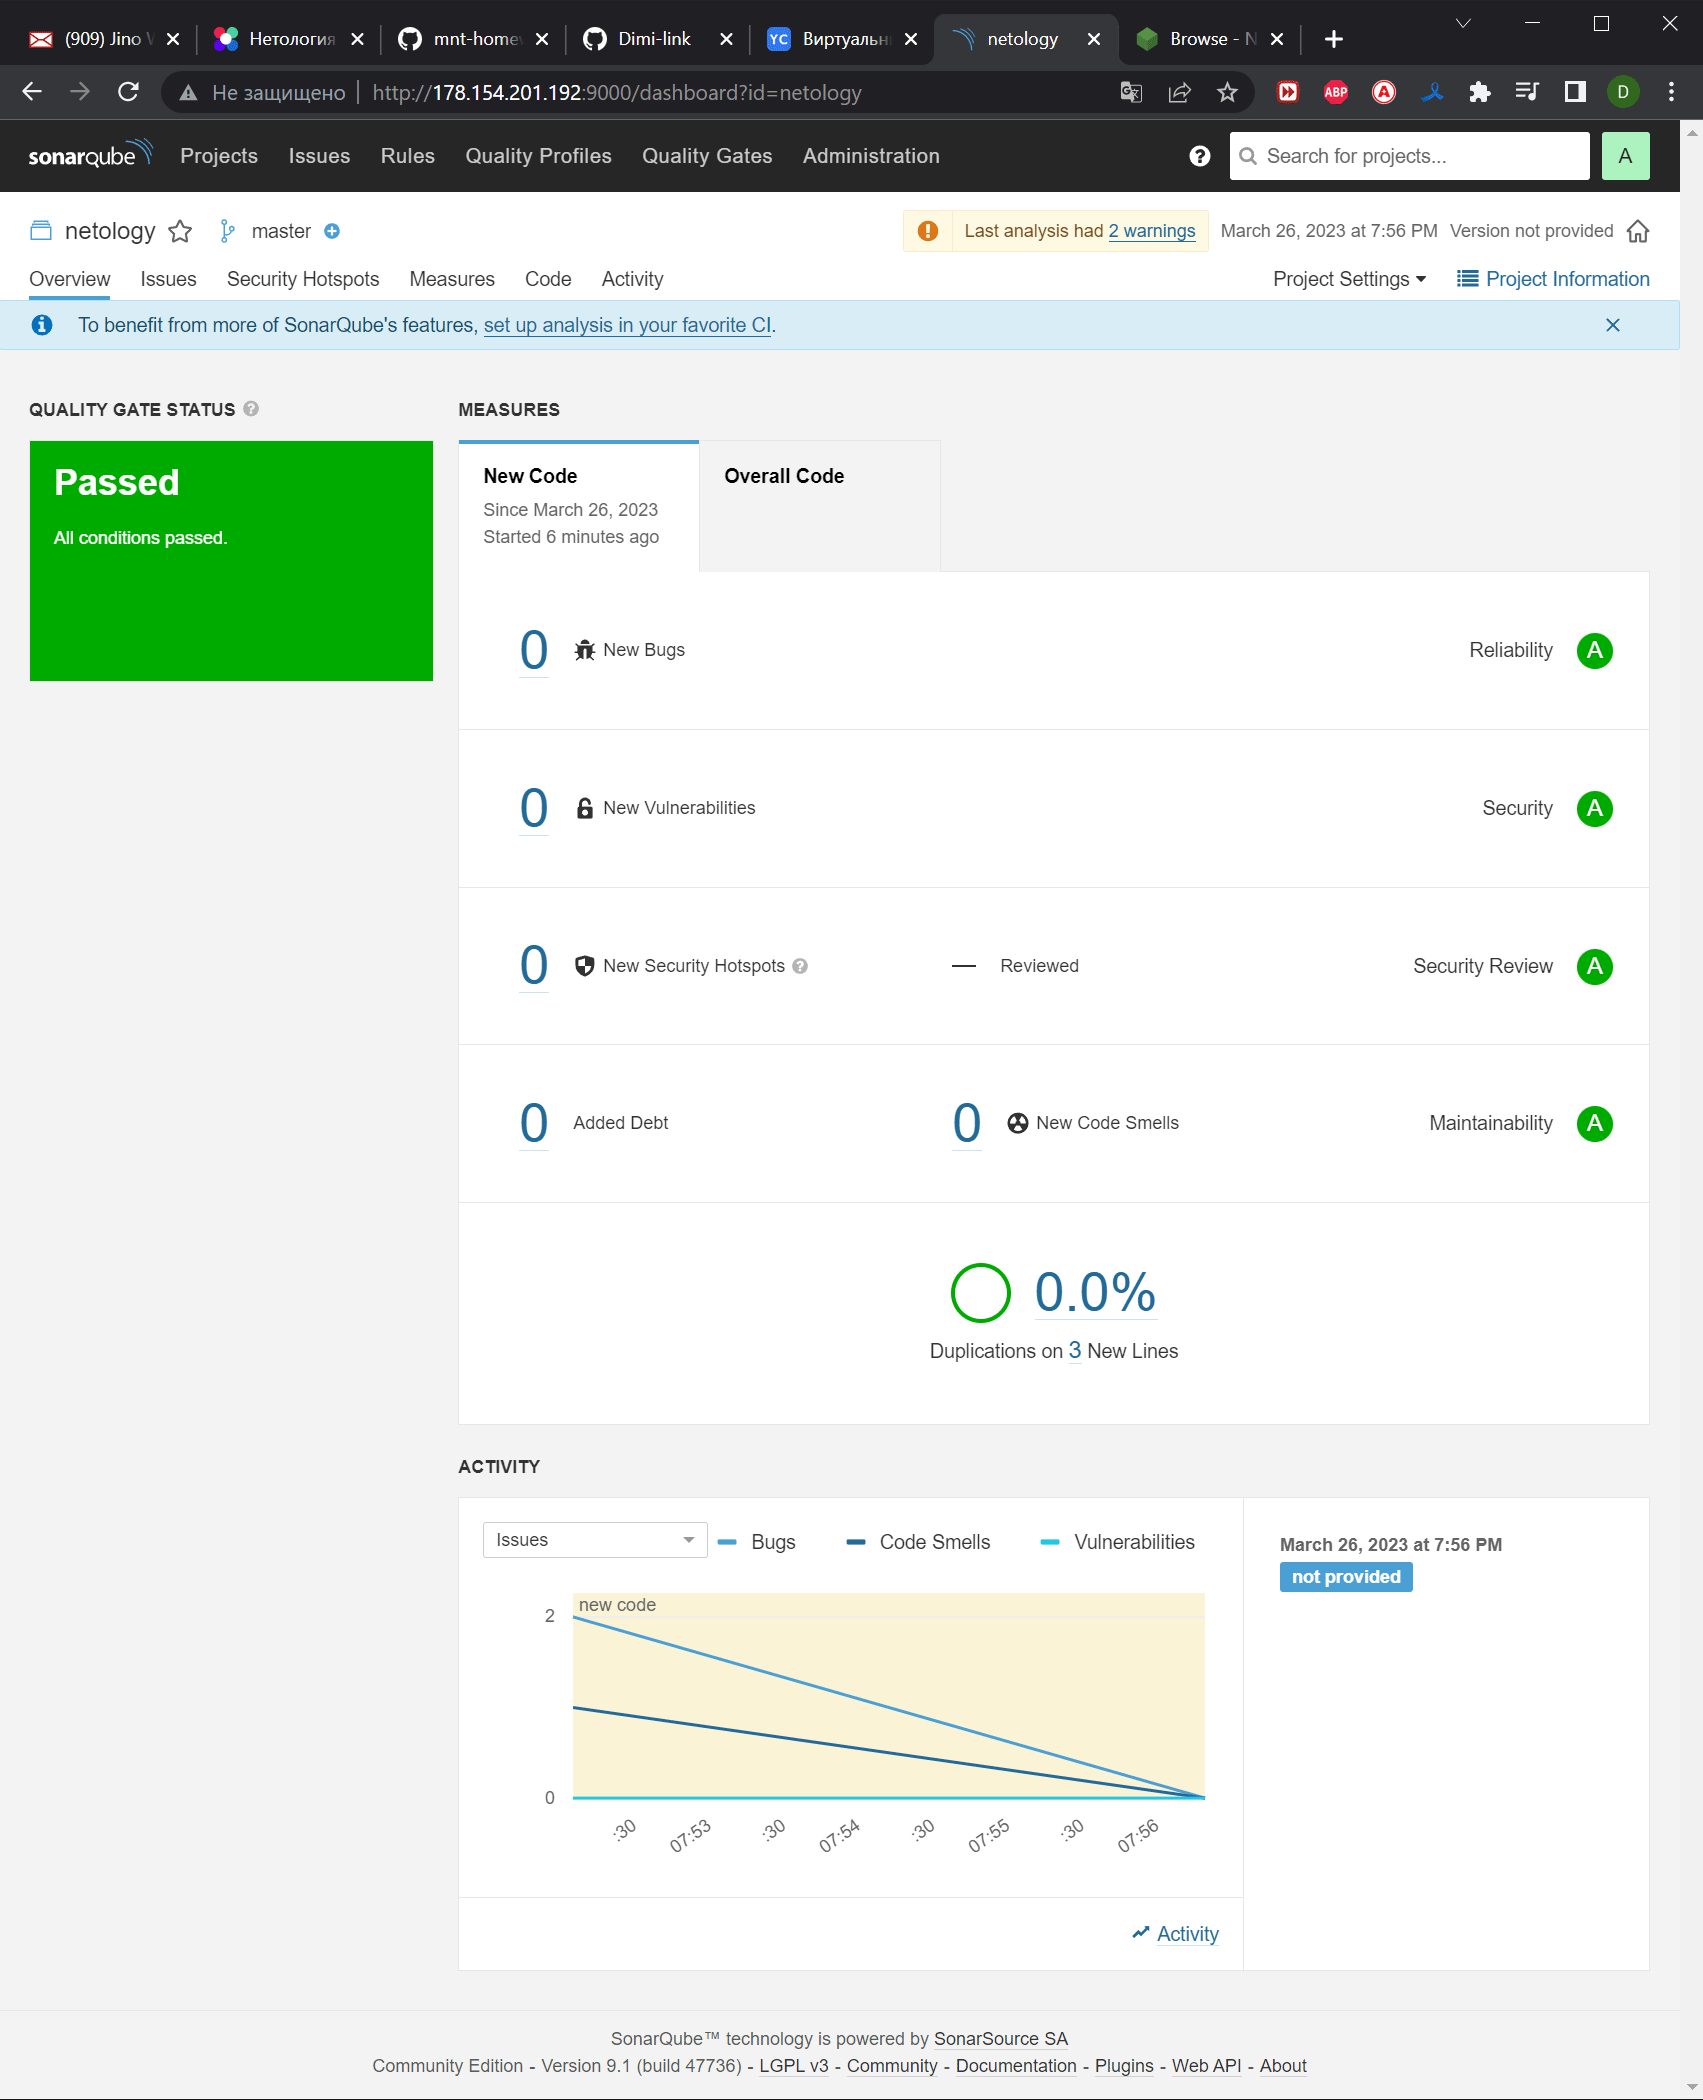 (909) Jino
Нетология
mnt-home
Dimi-link
YC Виртуальн
netology
Browse - N
Не защищено
http://178.154.201.192:9000/dashboard?id=netology
ABP
A
D
sonarqube
Projects
Issues
Rules
Quality Profiles
Quality Gates
Administration
?
Search for projects...
A
netology
master
Last analysis had 2 warnings
March 26, 2023 at 7:56 PM
Version not provided
Overview
Issues
Security Hotspots
Measures
Code
Activity
Project Settings
Project Information
To benefit from more of SonarQube's features, set up analysis in your favorite CI.
QUALITY GATE STATUS ?
MEASURES
Passed
All conditions passed.
New Code
Since March 26, 2023
Started 6 minutes ago
Overall Code
0 New Bugs
Reliability A
0 New Vulnerabilities
Security A
0 New Security Hotspots ?
— Reviewed
Security Review A
0 Added Debt
0 New Code Smells
Maintainability A
0.0%
Duplications on 3 New Lines
ACTIVITY
Issues
Bugs
Code Smells
Vulnerabilities
March 26, 2023 at 7:56 PM
not provided
new code
2
0
:30
07:53
:30
07:54
:30
07:55
:30
07:56
Activity
SonarQube™ technology is powered by SonarSource SA
Community Edition - Version 9.1 (build 47736) - LGPL v3 - Community - Documentation - Plugins - Web API - About